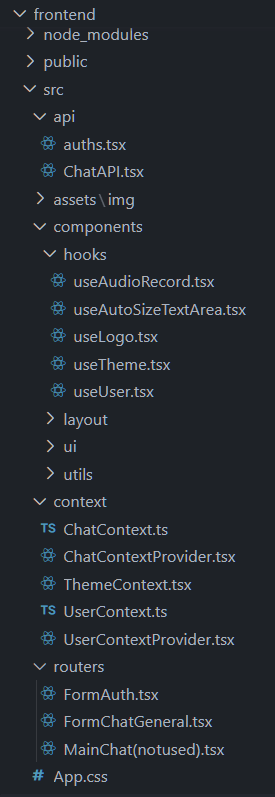 frontend
node_modules
public
src
api
auths.tsx
ChatAPI.tsx
assets\img
components
hooks
useAudioRecord.tsx
useAutoSizeTextArea.tsx
useLogo.tsx
useTheme.tsx
useUser.tsx
layout
ui
utils
context
TS ChatContext.ts
ChatContextProvider.tsx
ThemeContext.tsx
TS UserContext.ts
UserContextProvider.tsx
routers
FormAuth.tsx
FormChatGeneral.tsx
MainChat(notused).tsx
# App.css